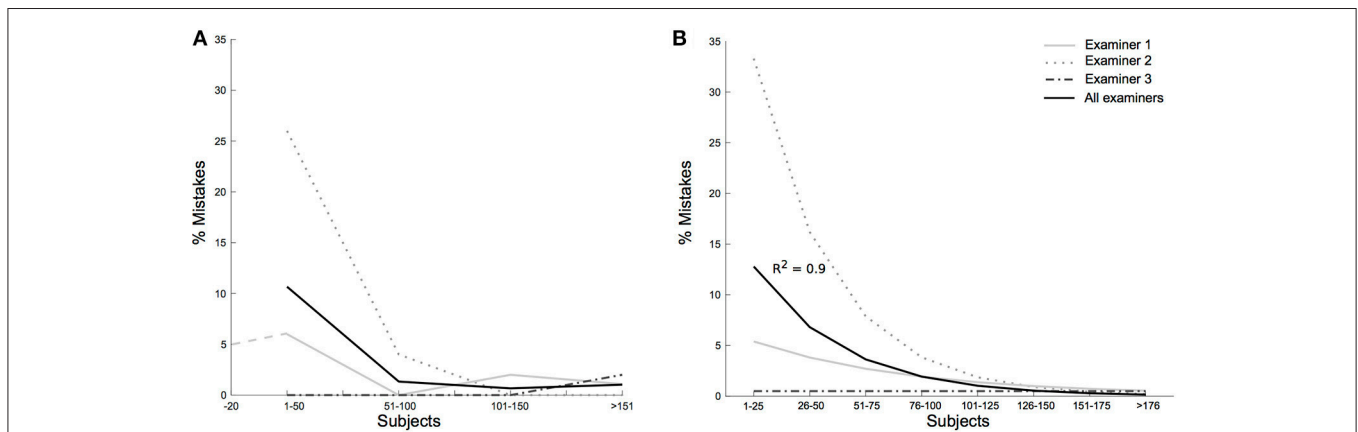 A
% Mistakes
35
30
25
20
15
10
5
0
-20 1-50 51-100 101-150 >151
Subjects
B
% Mistakes
35
30
25
20
15
10
5
0
R² = 0.9
1-25 26-50 51-75 76-100 101-125 126-150 151-175 >176
Subjects
Examiner 1
Examiner 2
Examiner 3
All examiners